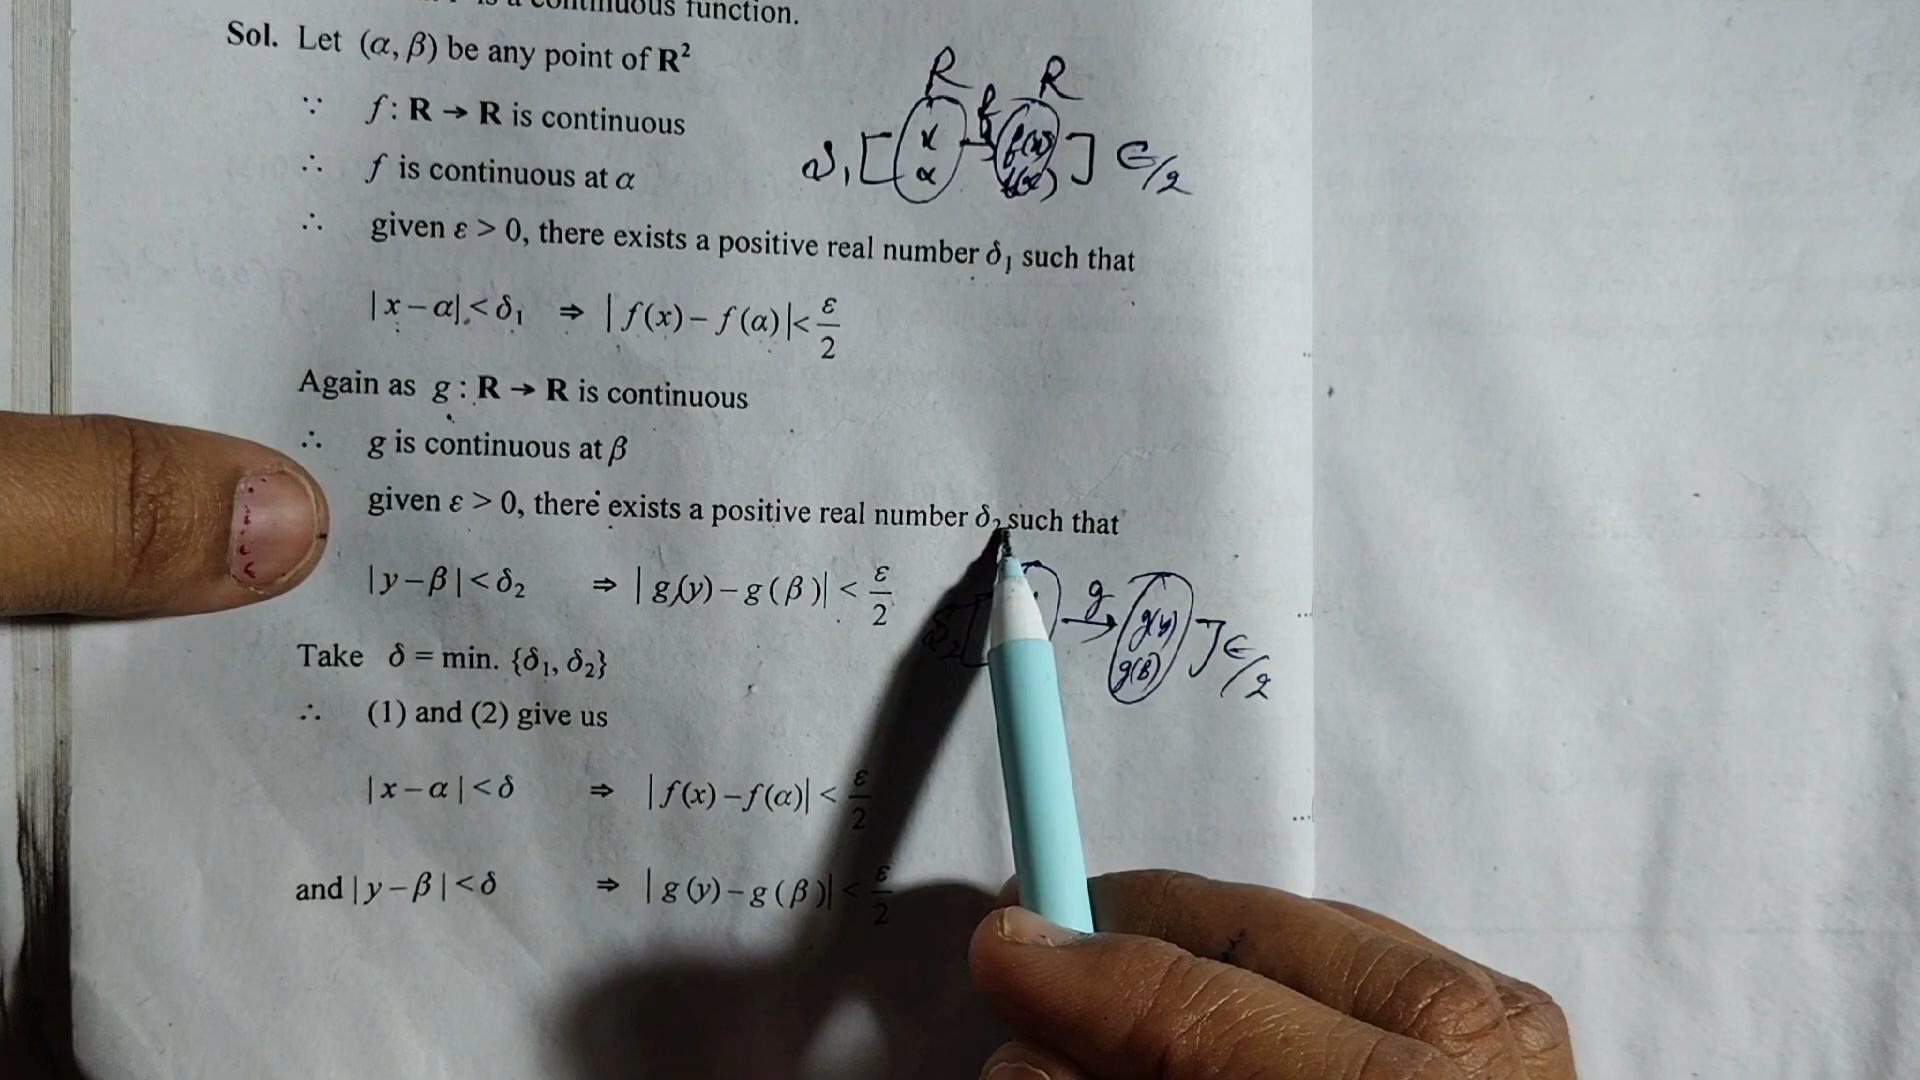 is a continuous function.
Sol. Let (α, β) be any point of R²
∵ f : R → R is continuous
∴ f is continuous at α
∴ given ε > 0, there exists a positive real number δ₁ such that
|x – α| < δ₁ ⇒ |f(x) – f(α)| < ε/2
Again as g : R → R is continuous
∴ g is continuous at β
given ε > 0, there exists a positive real number δ₂ such that
|y – β| < δ₂ ⇒ |g(y) – g(β)| < ε/2
Take δ = min. {δ₁, δ₂}
∴ (1) and (2) give us
|x – α| < δ ⇒ |f(x) – f(α)| < ε/2
and |y – β| < δ ⇒ |g(y) – g(β)| < ε/2
R f R
δ₁ [ x f(x) ] ε/2
α f(α)
g
δ₂ [ g(y) ] ε/2
g(β)